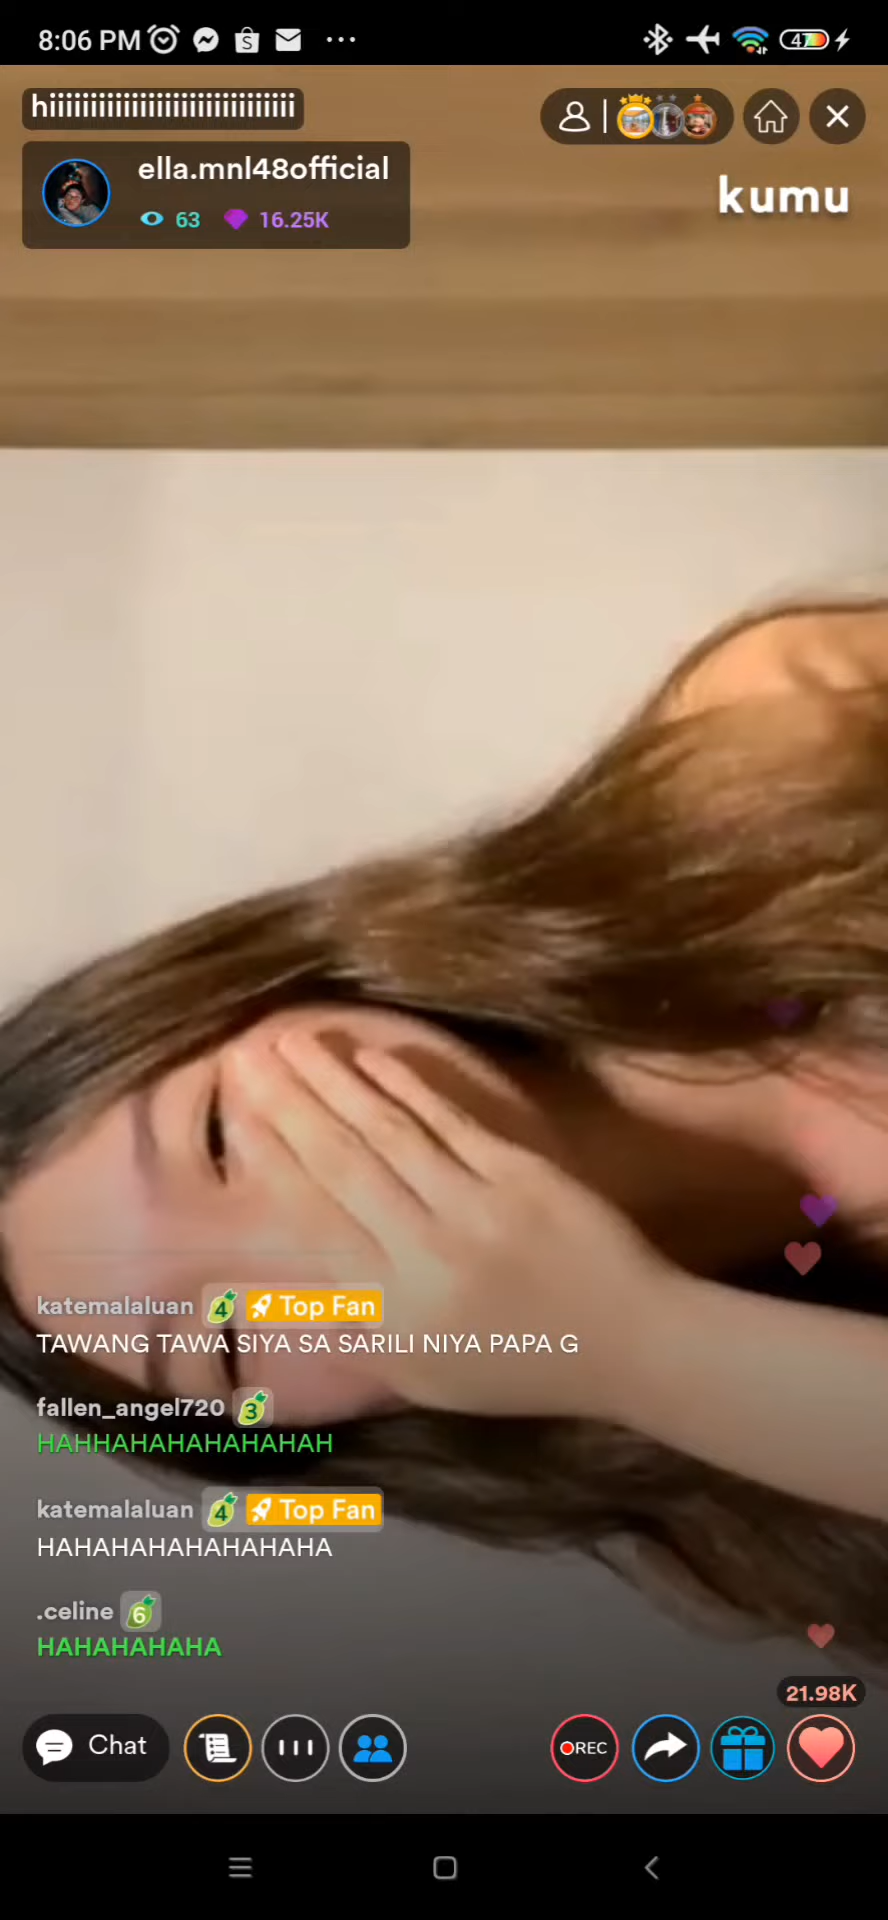 8:06 PM
47
hiiiiiiiiiiiiiiiiiiiiiiiiiiiiii
ella.mnl48official
63 16.25K
kumu
katemalaluan 4 Top Fan
TAWANG TAWA SIYA SA SARILI NIYA PAPA G
fallen_angel720 3
HAHHAHAHAHAHAHAH
katemalaluan 4 Top Fan
HAHAHAHAHAHAHAHA
.celine 6
HAHAHAHAHA
21.98K
Chat
REC